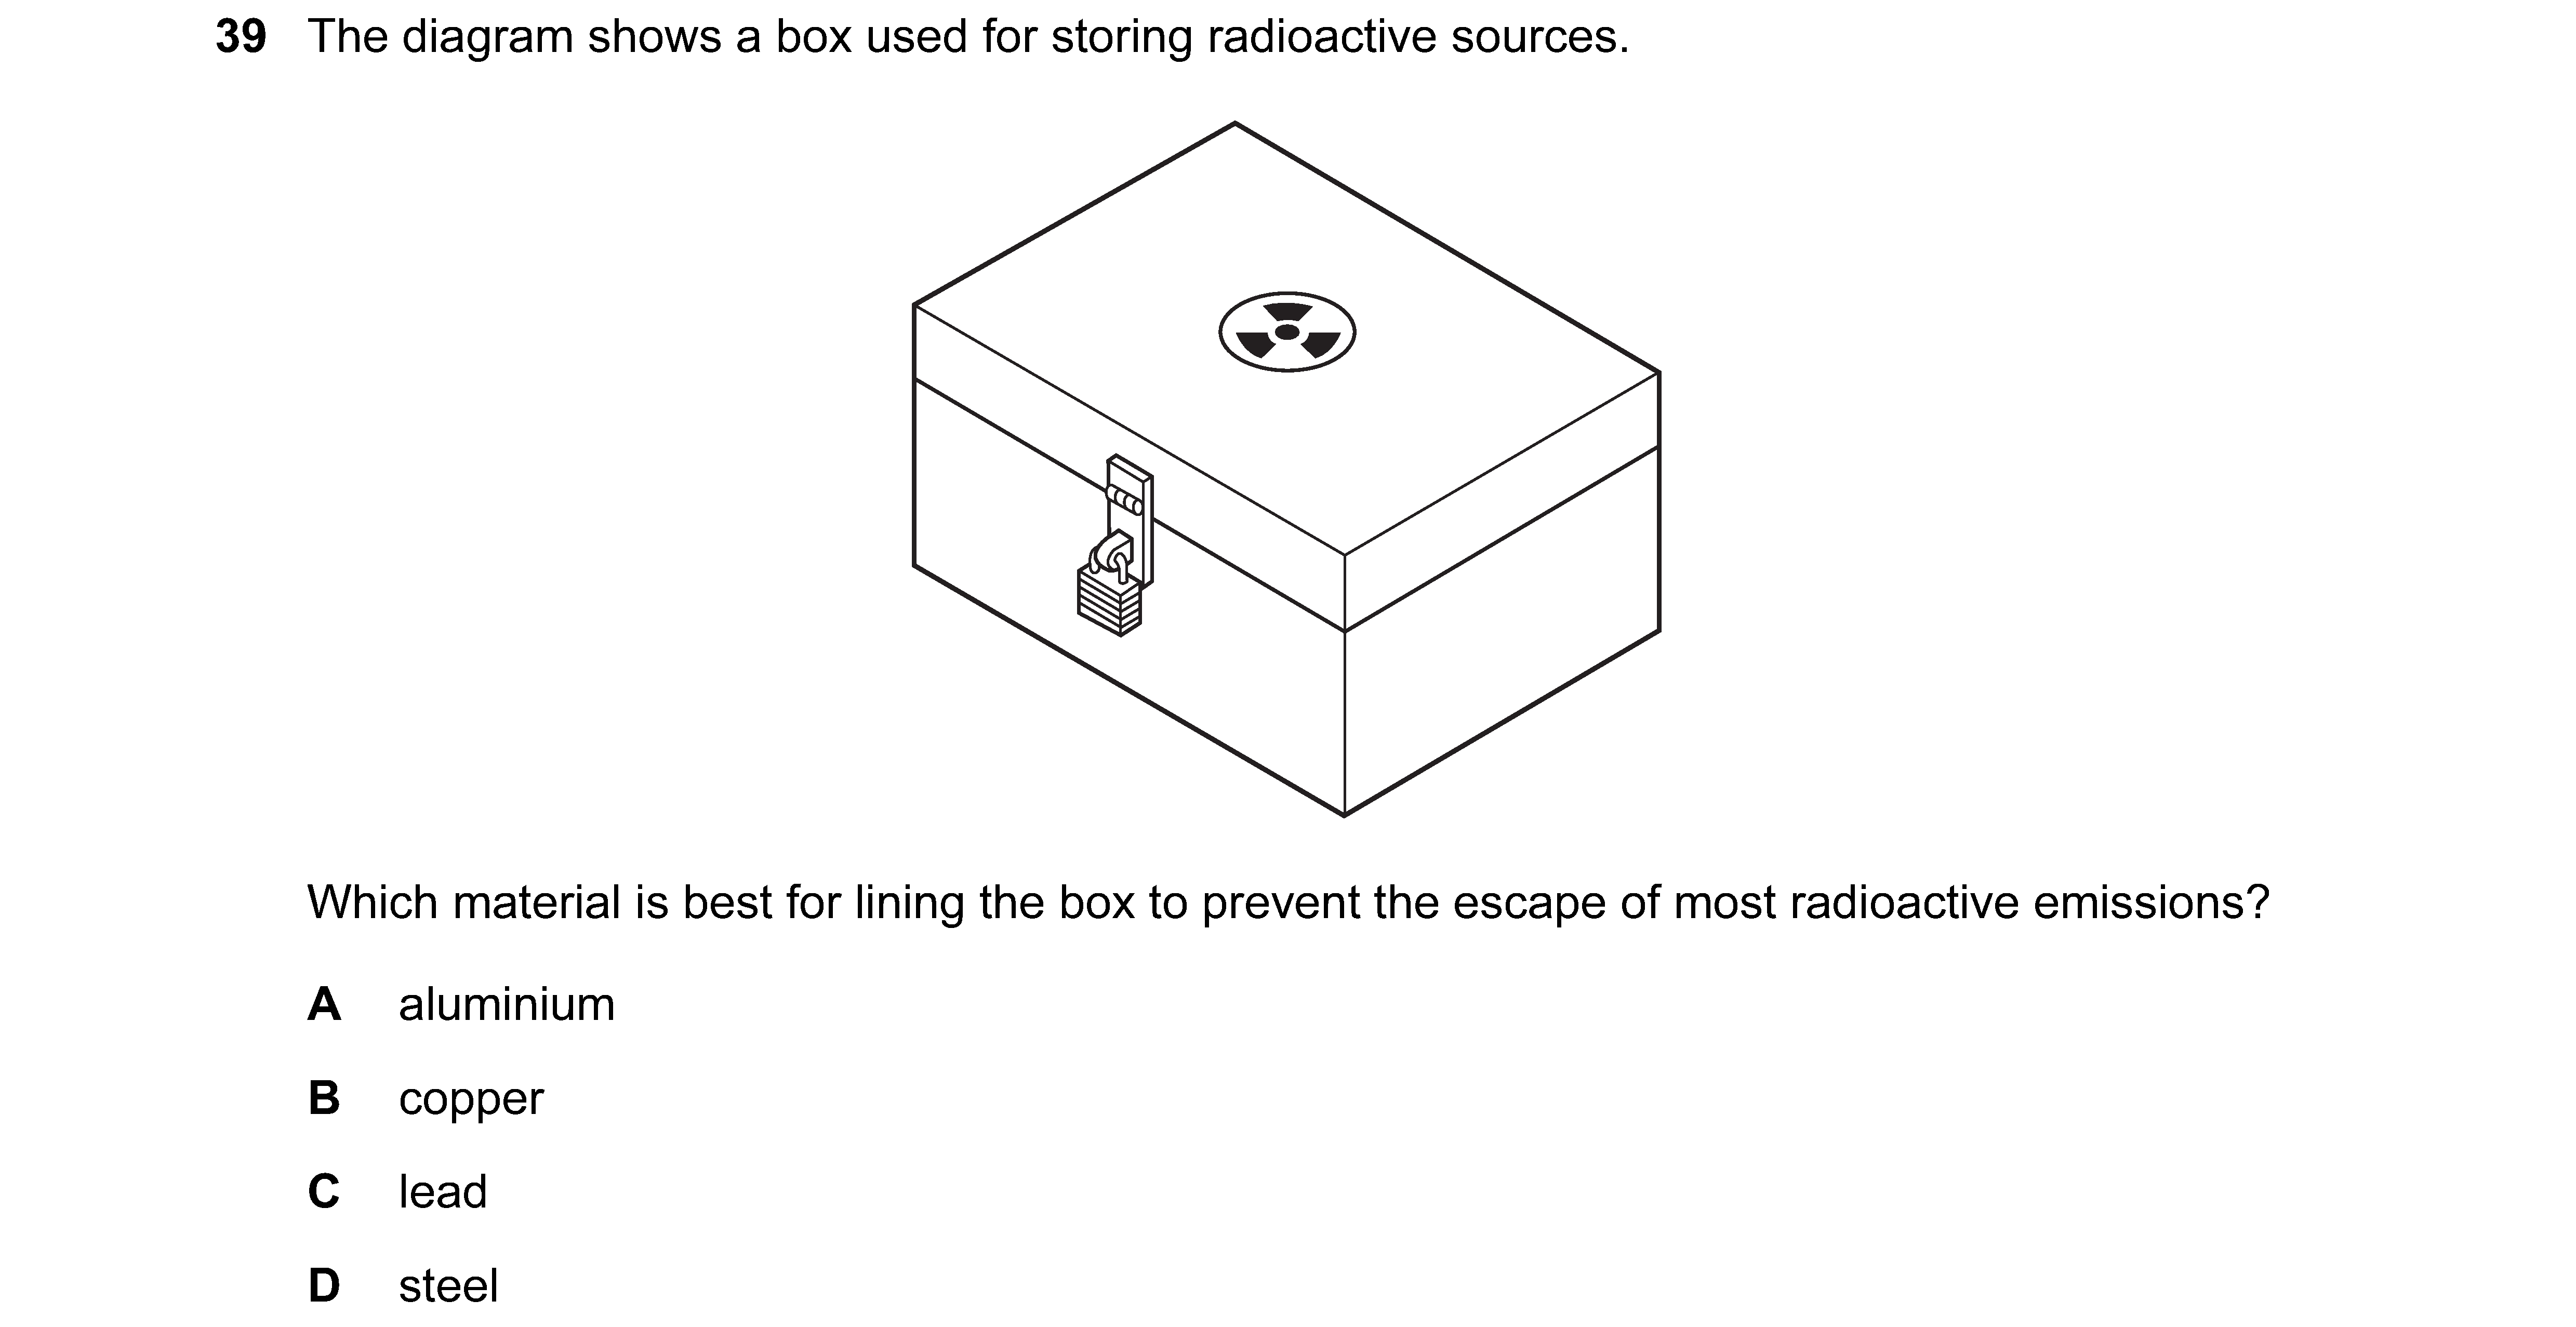 39 The diagram shows a box used for storing radioactive sources.
Which material is best for lining the box to prevent the escape of most radioactive emissions?
A aluminium
B copper
C lead
D steel